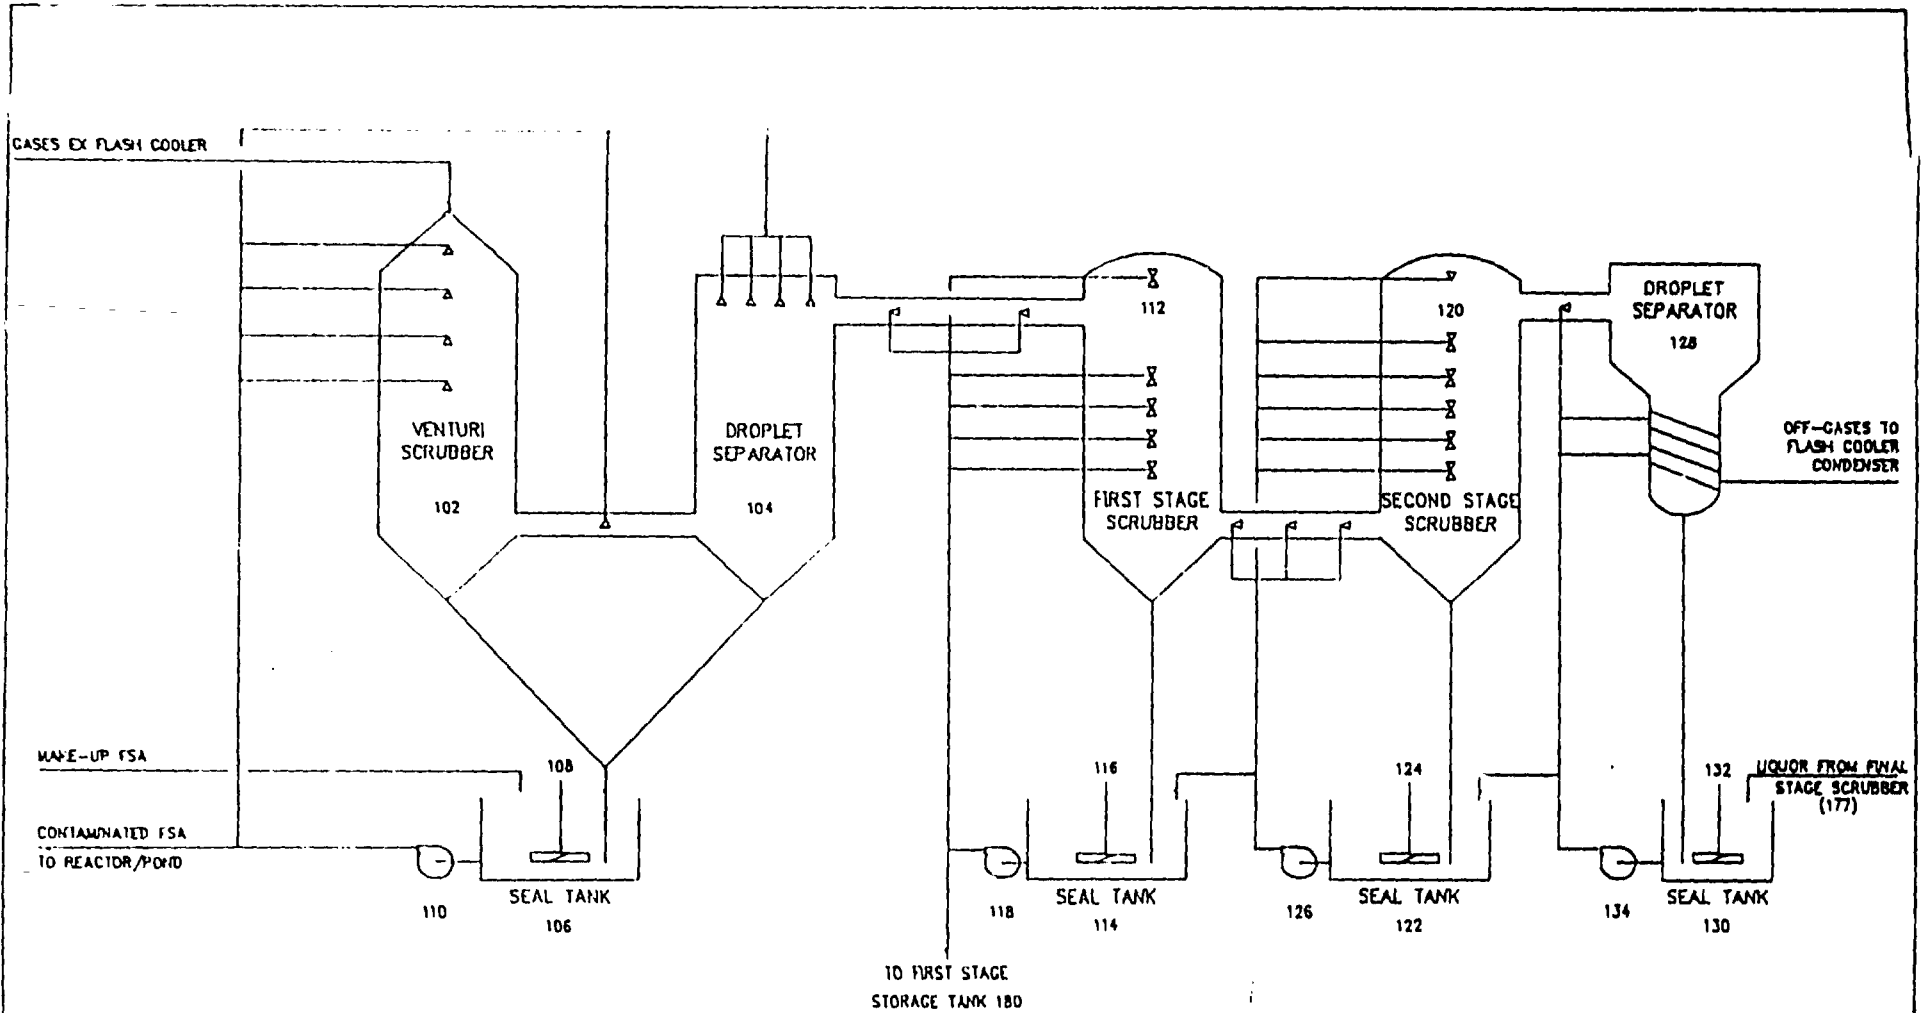 GASES EX FLASH COOLER
VENTURI
SCRUBBER
102
DROPLET
SEPARATOR
104
112
FIRST STAGE
SCRUBBER
120
SECOND STAGE
SCRUBBER
DROPLET
SEPARATOR
128
OFF-GASES TO
FLASH COOLER
CONDENSER
MAKE-UP FSA
CONTAMINATED FSA
TO REACTOR/POND
108
110
SEAL TANK
106
116
118
SEAL TANK
114
124
126
SEAL TANK
122
132
LIQUOR FROM FINAL
STAGE SCRUBBER
(177)
134
SEAL TANK
130
TO FIRST STAGE
STORAGE TANK 180